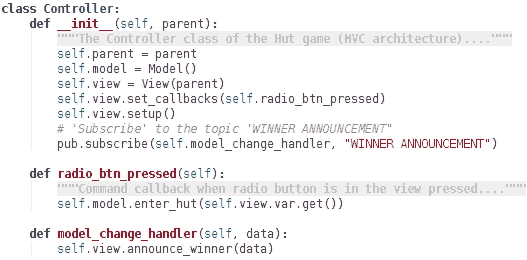 class Controller:
    def __init__(self, parent):
        """The Controller class of the Hut game (MVC architecture)...."""
        self.parent = parent
        self.model = Model()
        self.view = View(parent)
        self.view.set_callbacks(self.radio_btn_pressed)
        self.view.setup()
        # 'Subscribe' to the topic 'WINNER ANNOUNCEMENT"
        pub.subscribe(self.model_change_handler, "WINNER ANNOUNCEMENT")
    def radio_btn_pressed(self):
        """Command callback when radio button is in the view pressed...."""
        self.model.enter_hut(self.view.var.get())
    def model_change_handler(self, data):
        self.view.announce_winner(data)